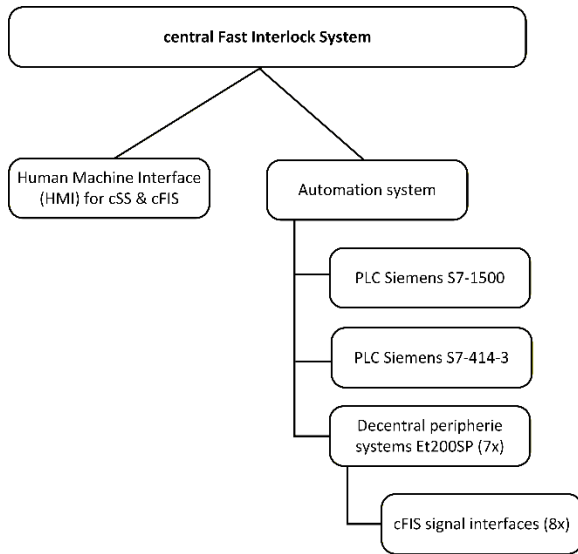 central Fast Interlock System
Human Machine Interface
(HMI) for cSS & cFIS
Automation system
PLC Siemens S7-1500
PLC Siemens S7-414-3
Decentral peripherie
systems Et200SP (7x)
cFIS signal interfaces (8x)